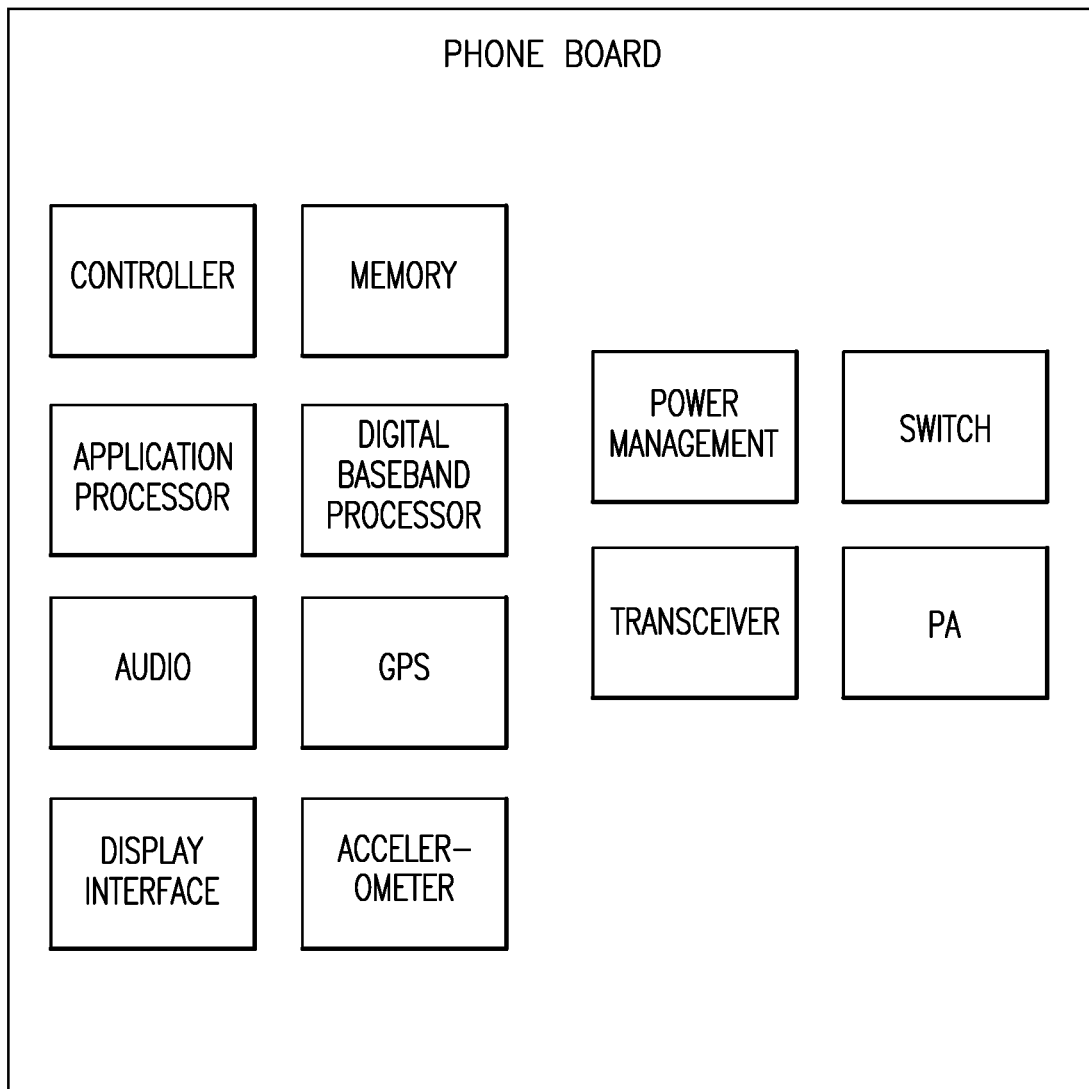 PHONE BOARD
CONTROLLER
MEMORY
APPLICATION
PROCESSOR
DIGITAL
BASEBAND
PROCESSOR
AUDIO
GPS
DISPLAY
INTERFACE
ACCELER-
OMETER
POWER
MANAGEMENT
SWITCH
TRANSCEIVER
PA